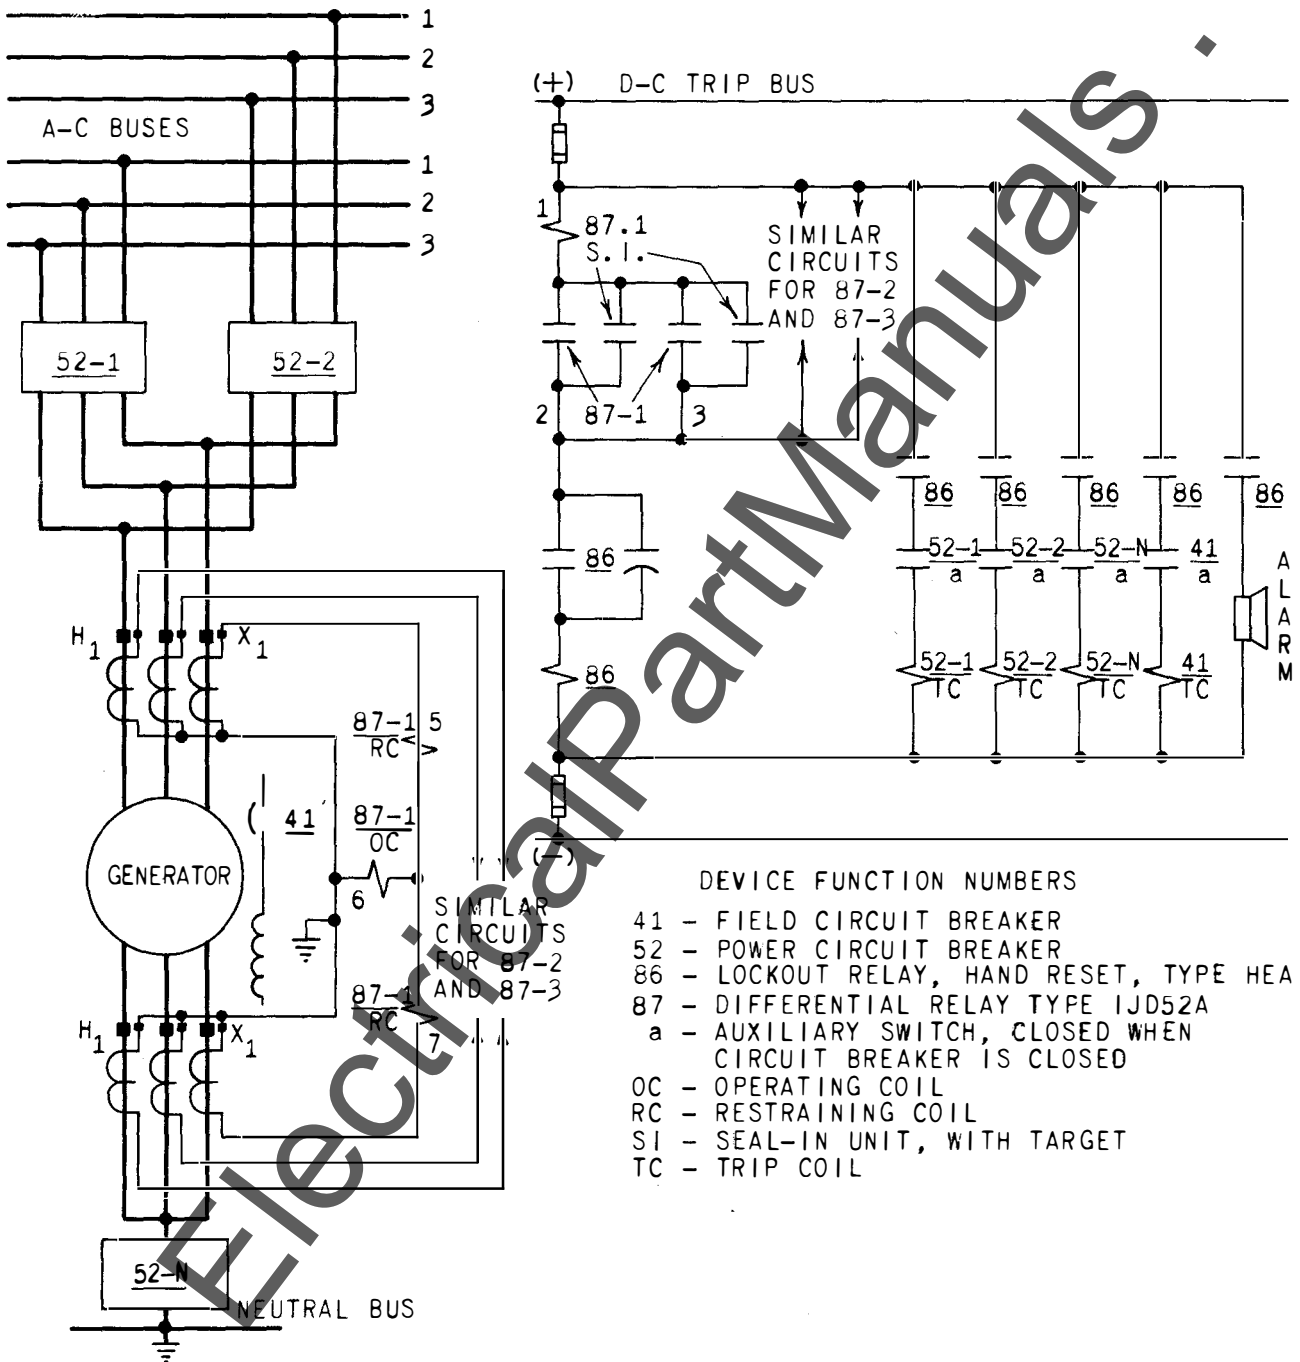 1
2
3
A-C BUSES
1
2
3
52-1
52-2
H1
X1
GENERATOR
41
87-1
RC
5
87-1
OC
6
SIMILAR
CIRCUITS
FOR 87-2
AND 87-3
87-1
RC
7
H1
X1
52-N
NEUTRAL BUS
(+) D-C TRIP BUS
1
87.1
S.I.
SIMILAR
CIRCUITS
FOR 87-2
AND 87-3
87-1
2
3
86
86
86
86
86
86
86
52-1
a
52-2
a
52-N
a
41
a
52-1
TC
52-2
TC
52-N
TC
41
TC
ALARM
(-)
DEVICE FUNCTION NUMBERS
41 - FIELD CIRCUIT BREAKER
52 - POWER CIRCUIT BREAKER
86 - LOCKOUT RELAY, HAND RESET, TYPE HEA
87 - DIFFERENTIAL RELAY TYPE IJD52A
a - AUXILIARY SWITCH, CLOSED WHEN
CIRCUIT BREAKER IS CLOSED
OC - OPERATING COIL
RC - RESTRAINING COIL
SI - SEAL-IN UNIT, WITH TARGET
TC - TRIP COIL
ElectricalPartManuals .